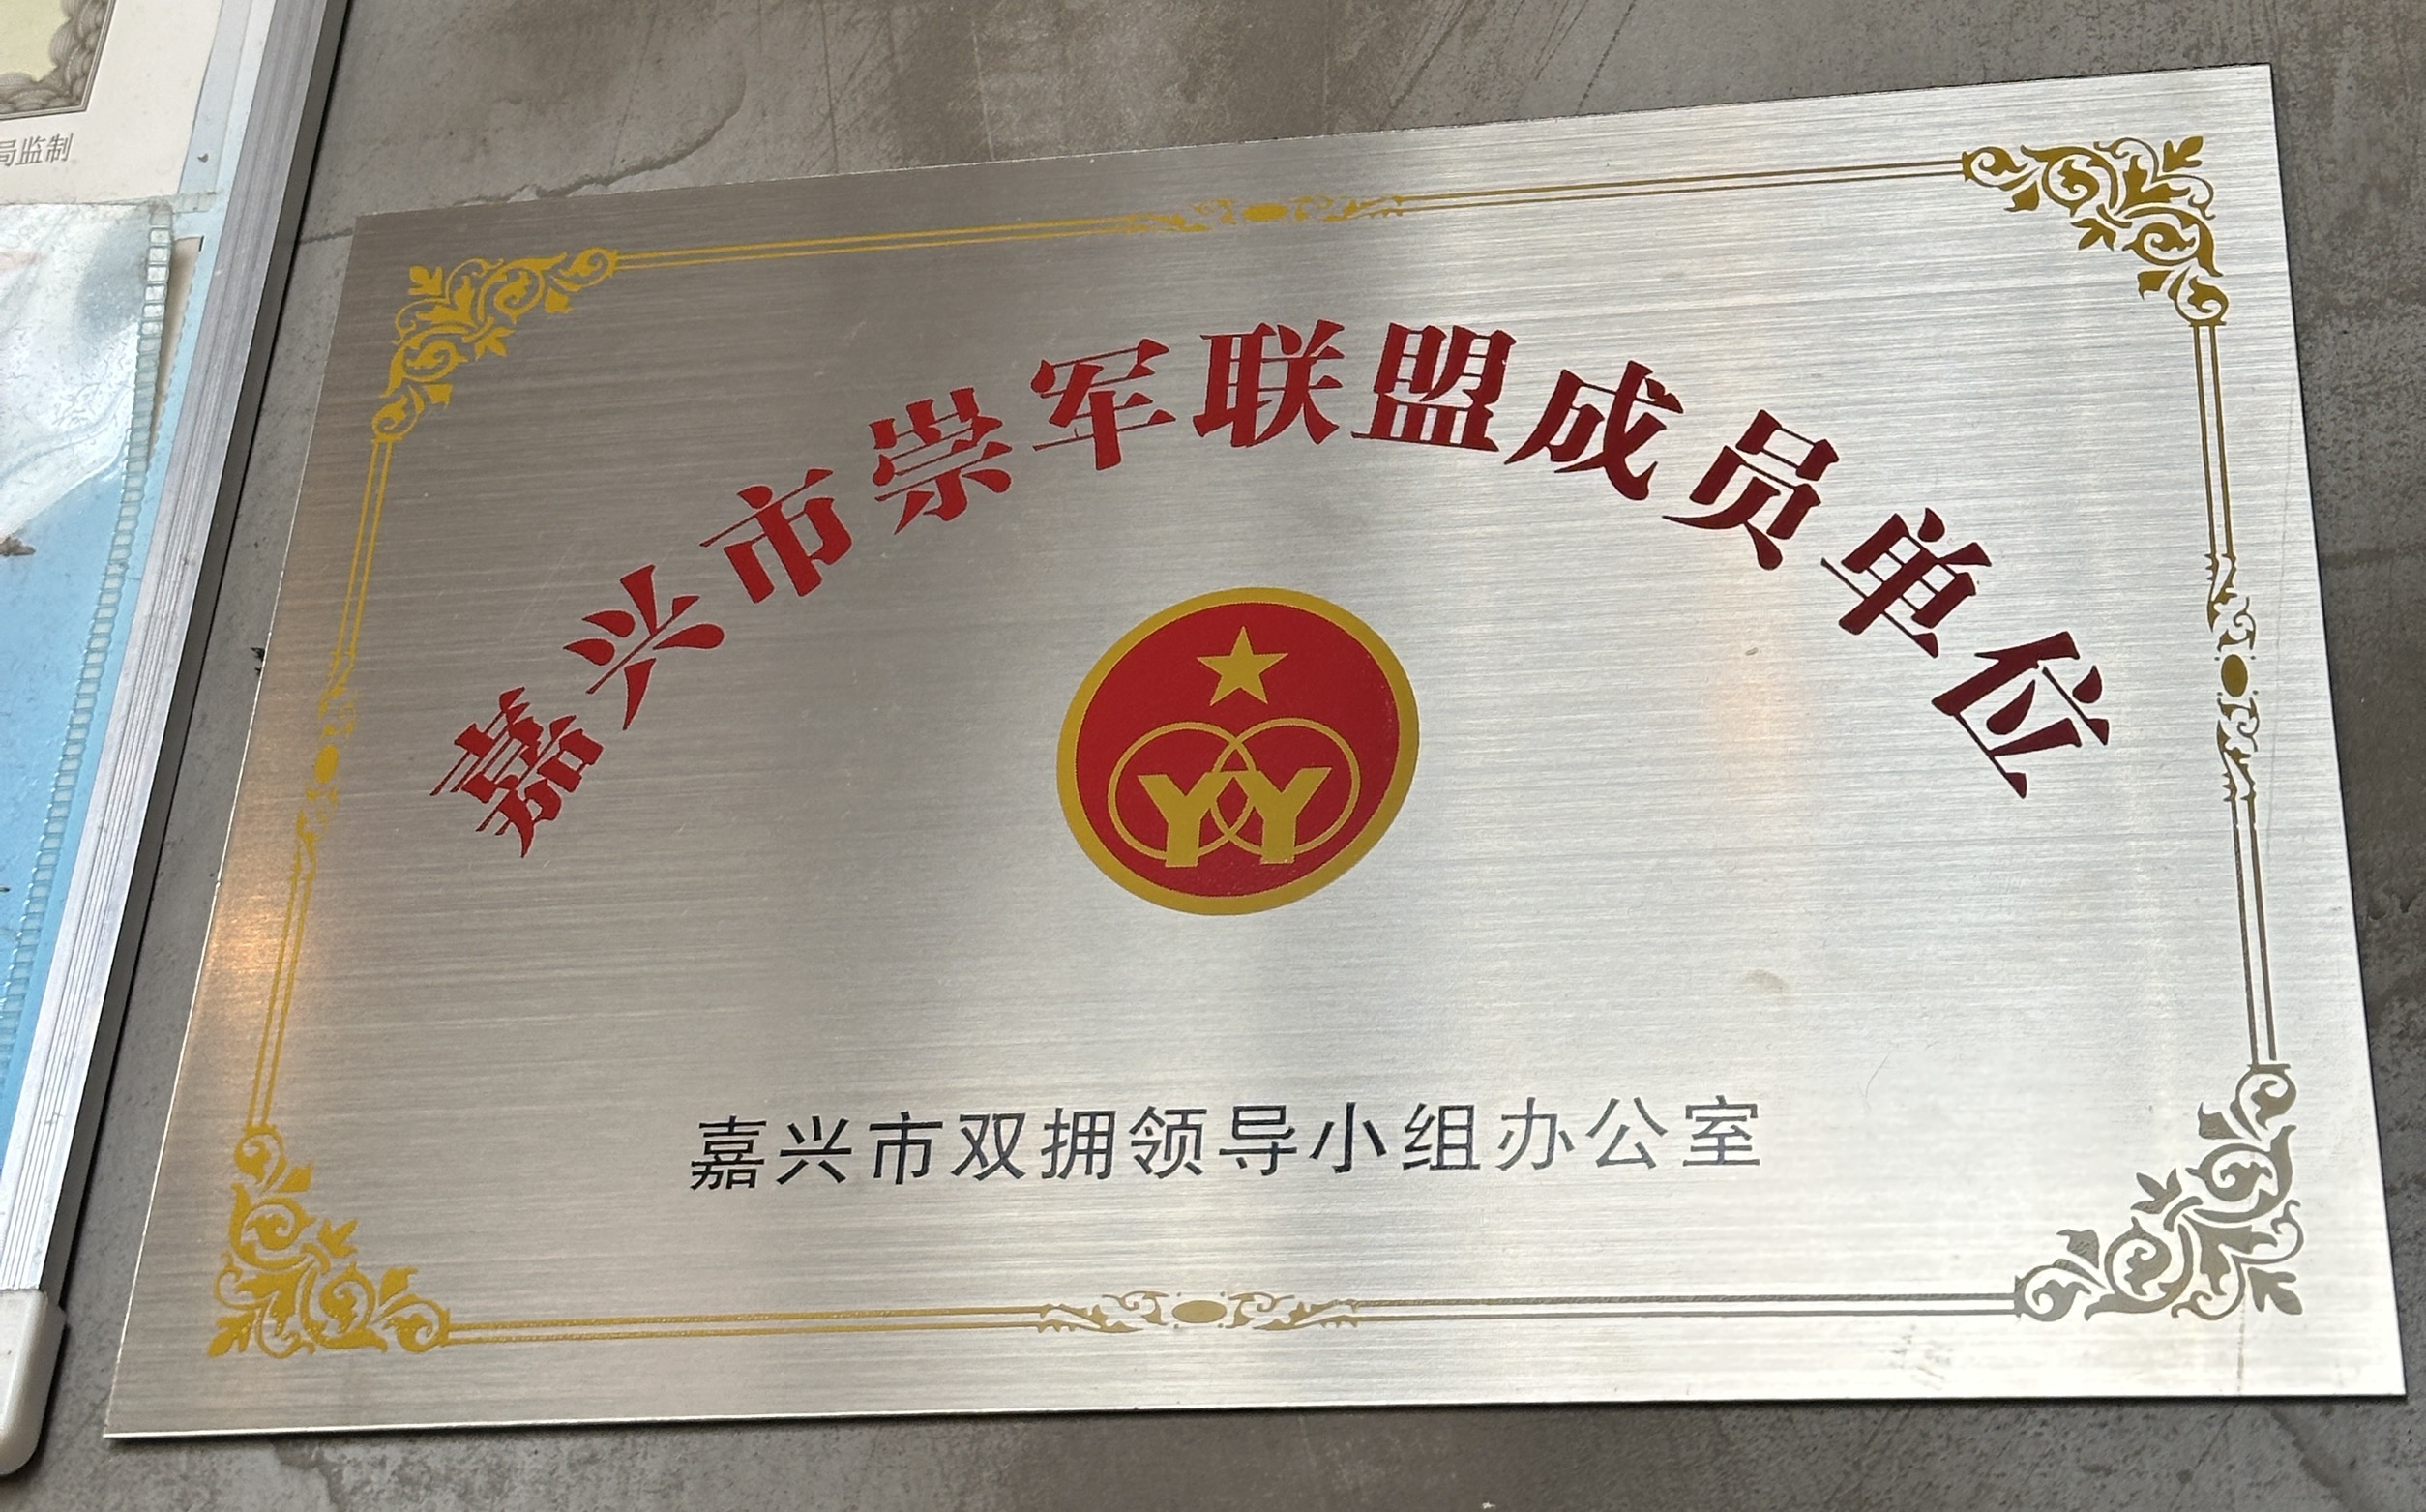 局监制
嘉兴市崇军联盟成员单位
YY
嘉兴市双拥领导小组办公室